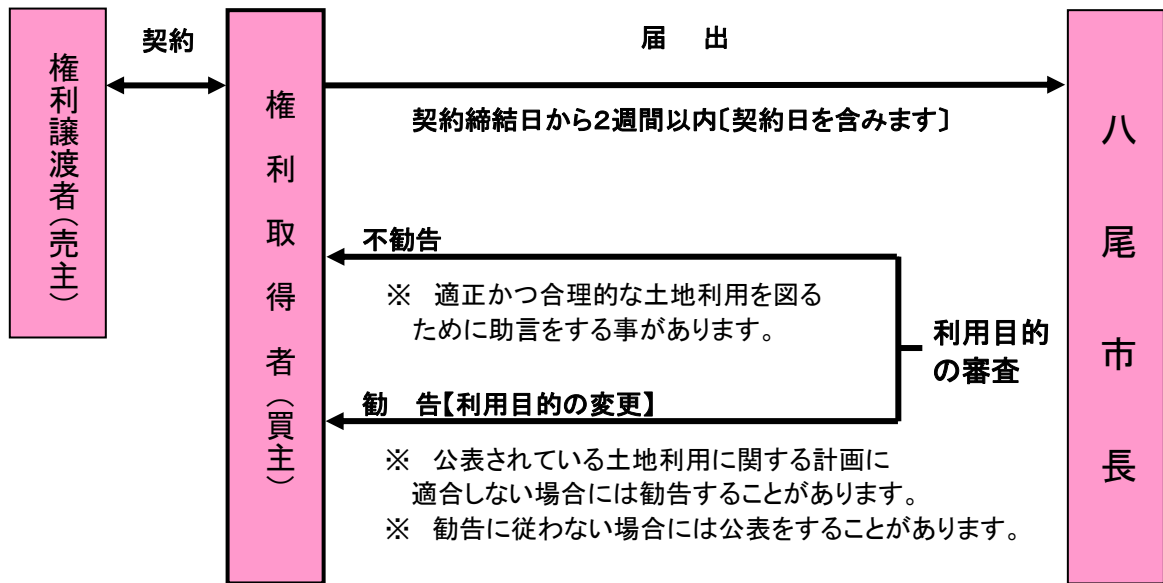 権利譲渡者(売主)
契約
権利取得者(買主)
届 出
契約締結日から2週間以内〔契約日を含みます〕
不勧告
※ 適正かつ合理的な土地利用を図る
ために助言をする事があります。
利用目的
の審査
勧 告【利用目的の変更】
※ 公表されている土地利用に関する計画に
適合しない場合には勧告することがあります。
※ 勧告に従わない場合には公表をすることがあります。
八尾市長